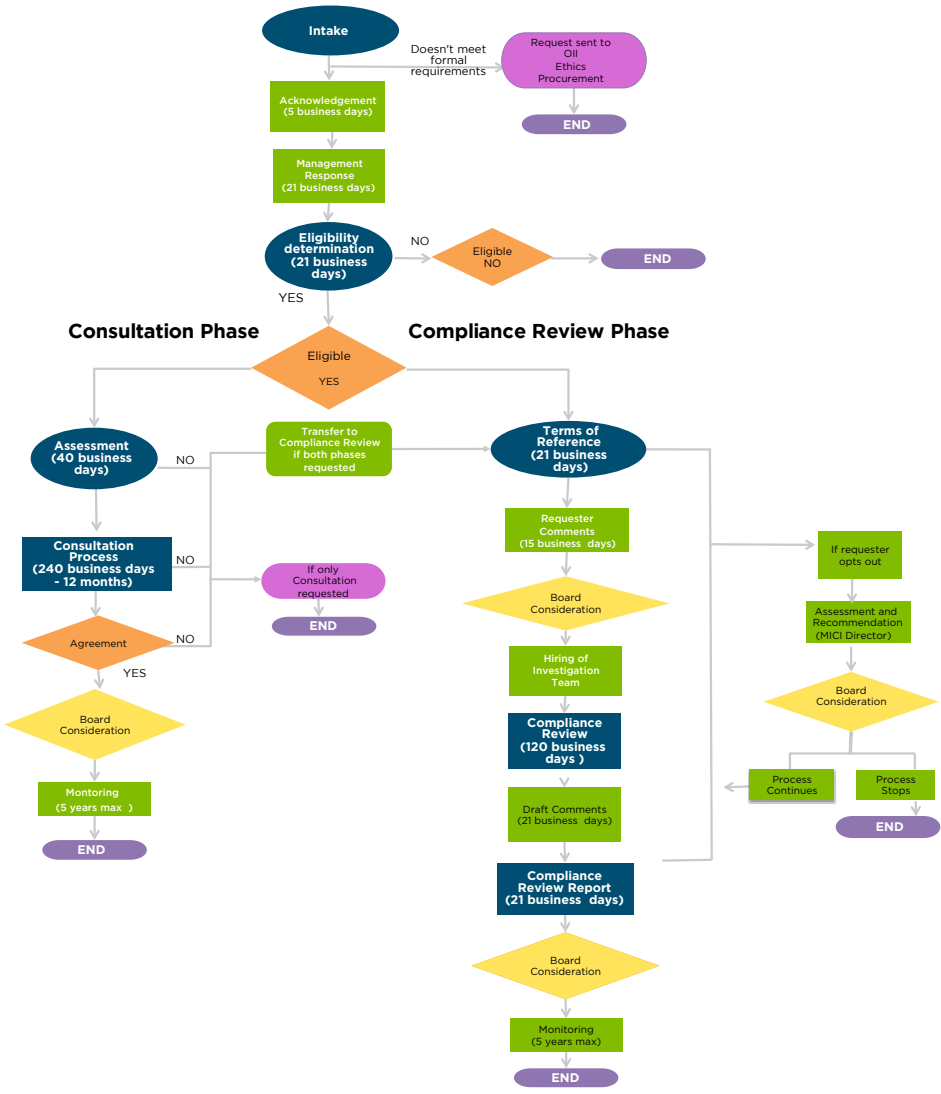 Intake
Doesn't meet
formal
requirements
Request sent to
OII
Ethics
Procurement
END
Acknowledgement
(5 business days)
Management
Response
(21 business days)
Eligibility
determination
(21 business
days)
NO
Eligible
NO
END
YES
Consultation Phase
Compliance Review Phase
Eligible
YES
Assessment
(40 business
days)
NO
Transfer to
Compliance Review
if both phases
requested
Terms of
Reference
(21 business
days)
Consultation
Process
(240 business days
- 12 months)
NO
If only
Consultation
requested
END
Agreement
NO
YES
Board
Consideration
Montoring
(5 years max )
END
Requester
Comments
(15 business days)
Board
Consideration
Hiring of
Investigation
Team
Compliance
Review
(120 business
days )
Draft Comments
(21 business days)
Compliance
Review Report
(21 business days)
Board
Consideration
Monitoring
(5 years max)
END
If requester
opts out
Assessment and
Recommendation
(MICI Director)
Board
Consideration
Process
Continues
Process
Stops
END